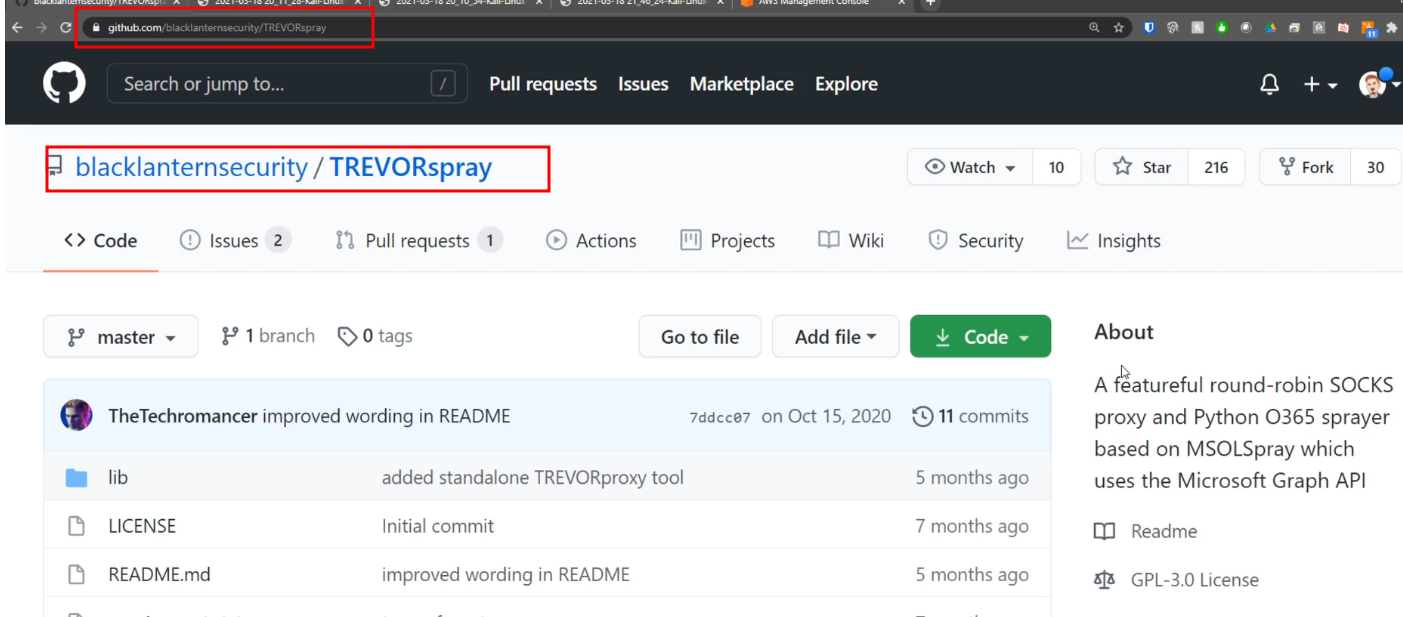 blacklanternsecurity/TREVORspra 2021-03-18 20_11_28-Kali-Linux 2021-03-18 20_10_54-Kali-Linux 2021-03-18 21_46_24-Kali-Linux AWS Management Console
github.com/blacklanternsecurity/TREVORspray
Search or jump to... / Pull requests Issues Marketplace Explore
blacklanternsecurity / TREVORspray Watch 10 Star 216 Fork 30
Code Issues 2 Pull requests 1 Actions Projects Wiki Security Insights
master 1 branch 0 tags Go to file Add file Code
About
A featureful round-robin SOCKS
proxy and Python O365 sprayer
based on MSOLSpray which
uses the Microsoft Graph API
Readme
GPL-3.0 License
TheTechromancer improved wording in README 7ddcc07 on Oct 15, 2020 11 commits
lib added standalone TREVORproxy tool 5 months ago
LICENSE Initial commit 7 months ago
README.md improved wording in README 5 months ago